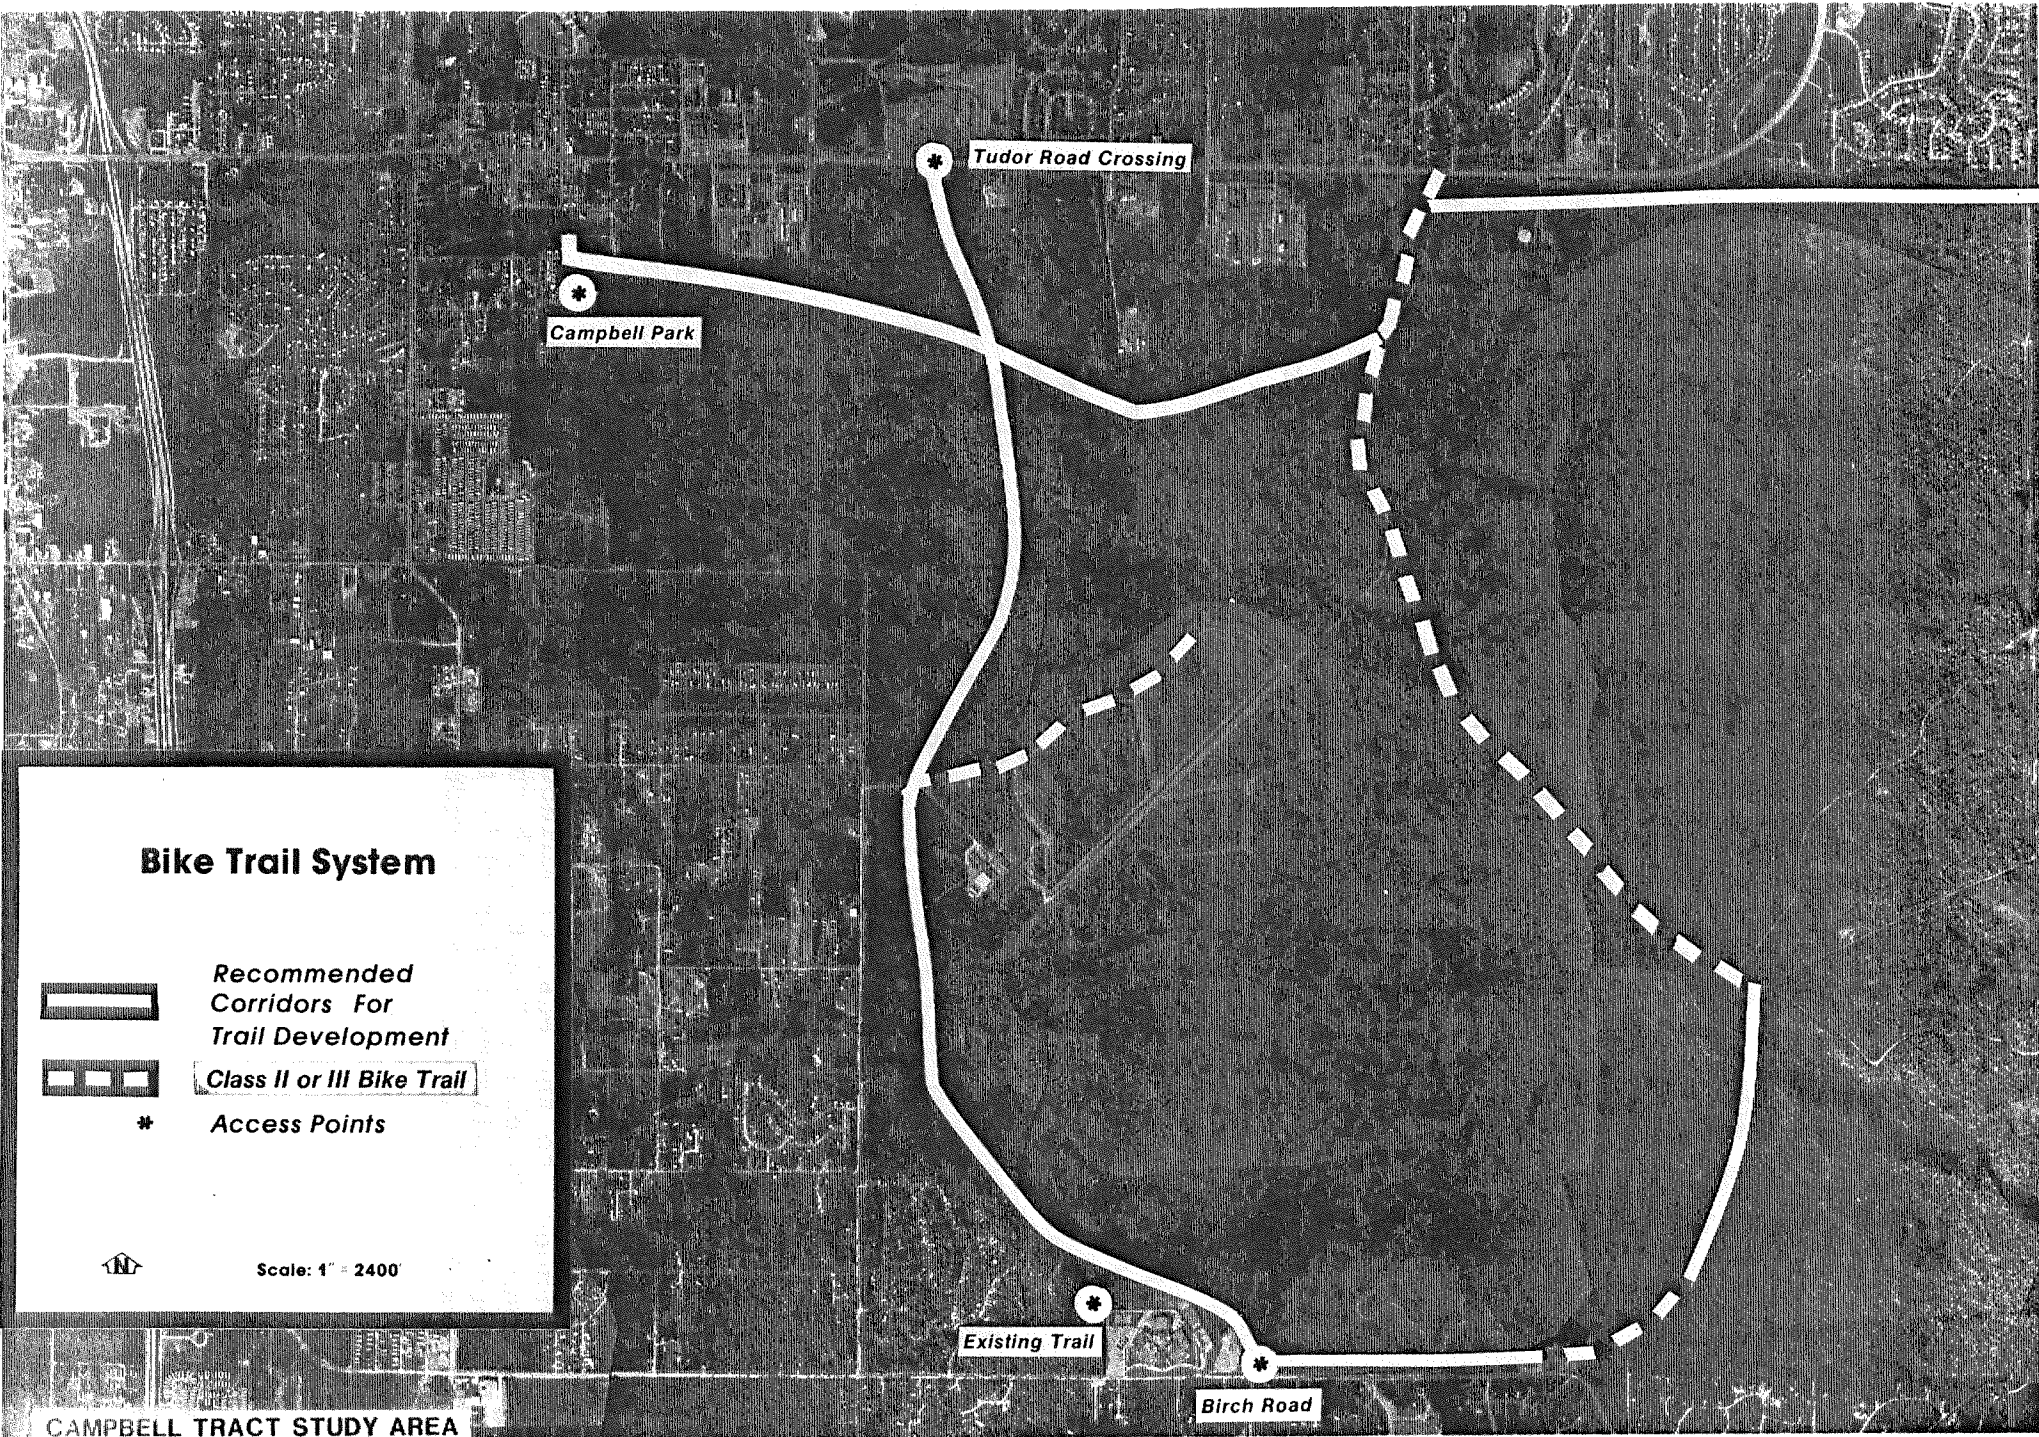 Tudor Road Crossing
Campbell Park
Bike Trail System
Recommended
Corridors For
Trail Development
Class II or III Bike Trail
* Access Points
N
Scale: 1" = 2400'
Existing Trail
Birch Road
CAMPBELL TRACT STUDY AREA